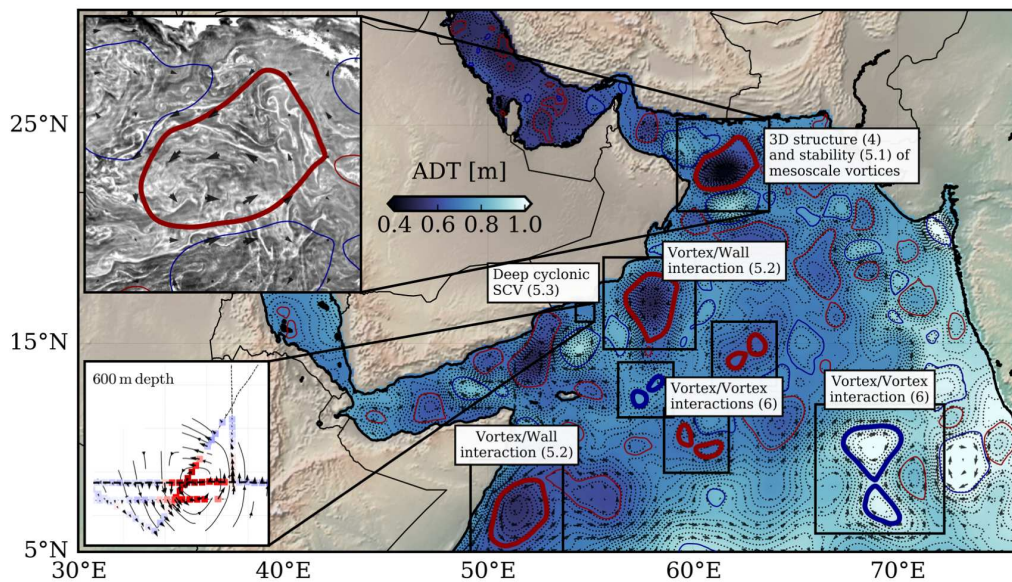 25°N
20°N
15°N
10°N
5°N
30°E
40°E
50°E
60°E
70°E
ADT [m]
0.4 0.6 0.8 1.0
3D structure (4)
and stability (5.1) of
mesoscale vortices
Vortex/Wall
interaction (5.2)
Deep cyclonic
SCV (5.3)
Vortex/Vortex
interactions (6)
Vortex/Vortex
interaction (6)
Vortex/Wall
interaction (5.2)
600 m depth